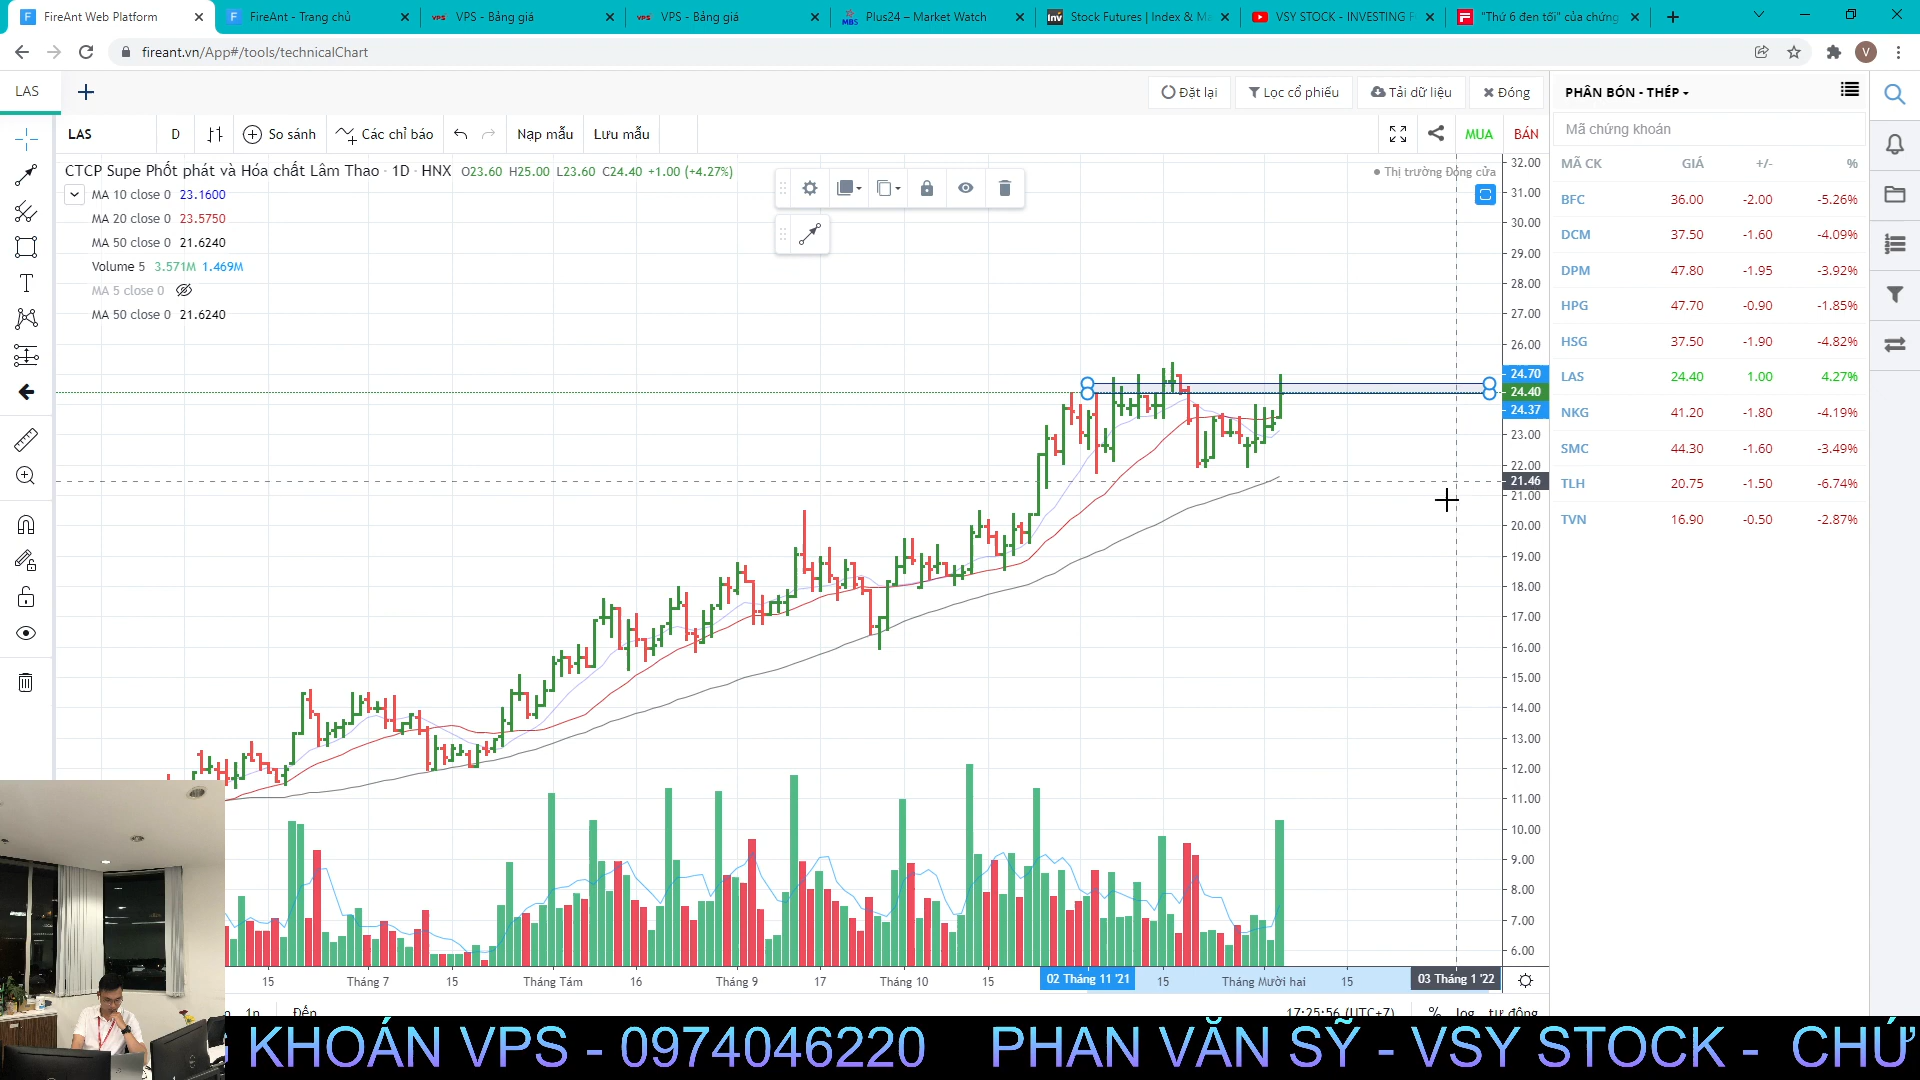 FireAnt Web Platform
FireAnt - Trang chủ
VPS - Bảng giá
VPS - Bảng giá
Plus24 – Market Watch
Stock Futures | Index & Ma
VSY STOCK - INVESTING F
"Thứ 6 đen tối" của chứng
fireant.vn/App#/tools/technicalChart
V
LAS
Đặt lại
Lọc cổ phiếu
Tải dữ liệu
Đóng
PHÂN BÓN - THÉP
LAS
D
So sánh
Các chỉ báo
Nạp mẫu
Lưu mẫu
MUA
BÁN
Mã chứng khoán
CTCP Supe Phốt phát và Hóa chất Lâm Thao · 1D · HNX O23.60 H25.00 L23.60 C24.40 +1.00 (+4.27%)
Thị trường Đóng cửa
MA 10 close 0 23.1600
MA 20 close 0 23.5750
MA 50 close 0 21.6240
Volume 5 3.571M 1.469M
MA 5 close 0
MA 50 close 0 21.6240
MÃ CK GIÁ +/- %
BFC 36.00 -2.00 -5.26%
DCM 37.50 -1.60 -4.09%
DPM 47.80 -1.95 -3.92%
HPG 47.70 -0.90 -1.85%
HSG 37.50 -1.90 -4.82%
LAS 24.40 1.00 4.27%
NKG 41.20 -1.80 -4.19%
SMC 44.30 -1.60 -3.49%
TLH 20.75 -1.50 -6.74%
TVN 16.90 -0.50 -2.87%
32.00
31.00
30.00
29.00
28.00
27.00
26.00
24.70
24.40
24.37
23.00
22.00
21.46
21.00
20.00
19.00
18.00
17.00
16.00
15.00
14.00
13.00
12.00
11.00
10.00
9.00
8.00
7.00
6.00
15 Tháng 7 15 Tháng Tám 16 Tháng 9 17 Tháng 10 15 02 Tháng 11 '21 15 Tháng Mười hai 15 03 Tháng 1 '22
1n Đến
17:25:56 (UTC+7) % log tự động
KHOÁN VPS - 0974046220 PHAN VĂN SỸ - VSY STOCK - CHỨ